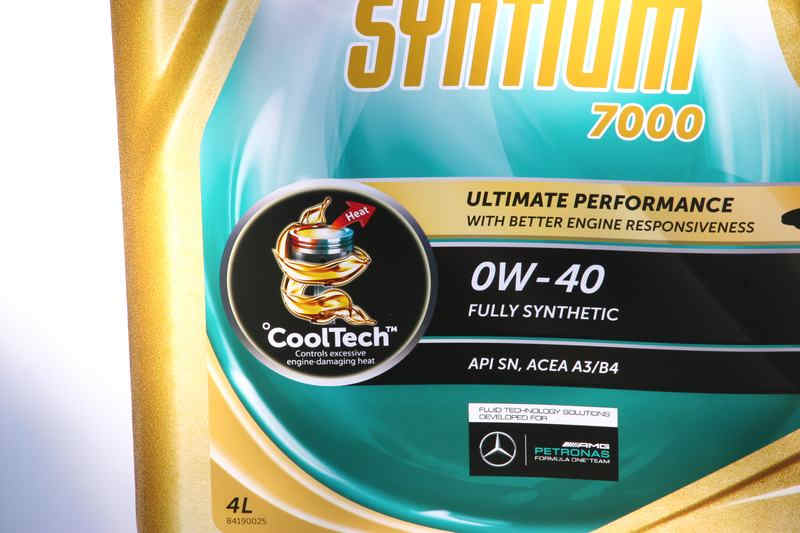 SYNTIUM
7000
ULTIMATE PERFORMANCE
WITH BETTER ENGINE RESPONSIVENESS
Heat
0W-40
FULLY SYNTHETIC
°CoolTech™
Controls excessive
engine-damaging heat
API SN, ACEA A3/B4
FLUID TECHNOLOGY SOLUTIONS
DEVELOPED FOR
AMG
PETRONAS
FORMULA ONE™ TEAM
4L
84190025